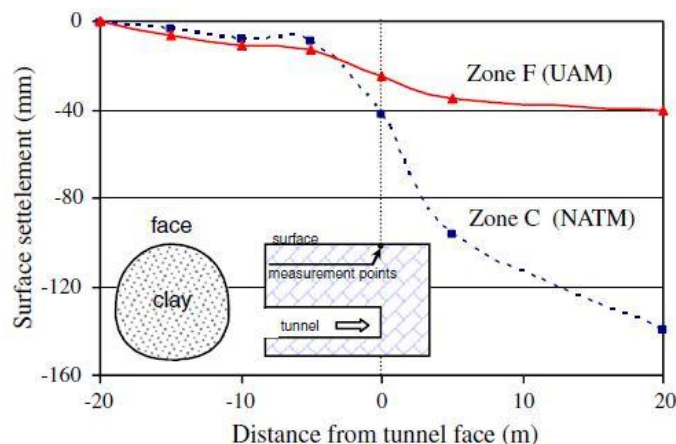 0
-40
-80
-120
-160
Surface settelement (mm)
Zone F (UAM)
Zone C (NATM)
face
clay
surface
measurement points
tunnel
-20
-10
0
10
20
Distance from tunnel face (m)